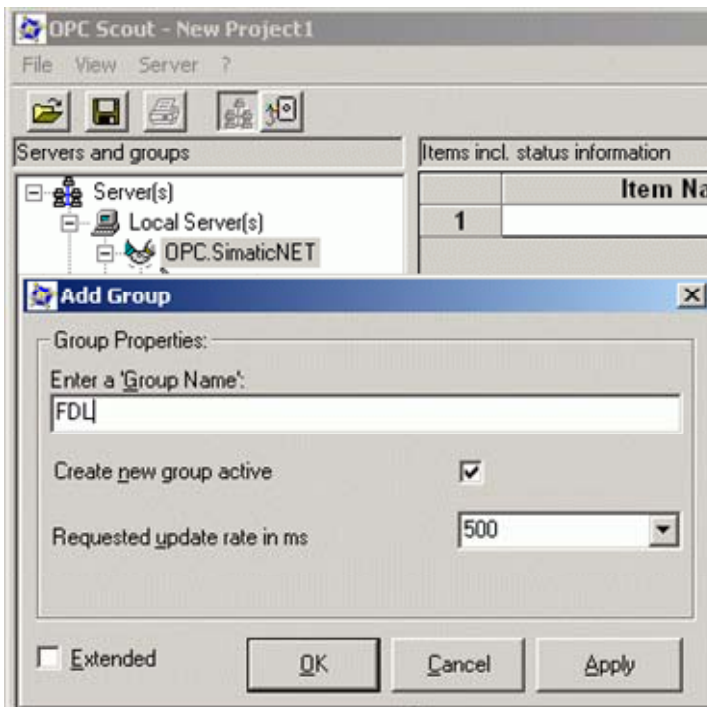 OPC Scout - New Project1
File View Server ?
Servers and groups
Items incl. status information
Server(s)
Item Na
Local Server(s)
1
OPC.SimaticNET
Add Group
Group Properties:
Enter a 'Group Name':
FDL
Create new group active
Requested update rate in ms
500
Extended
OK
Cancel
Apply